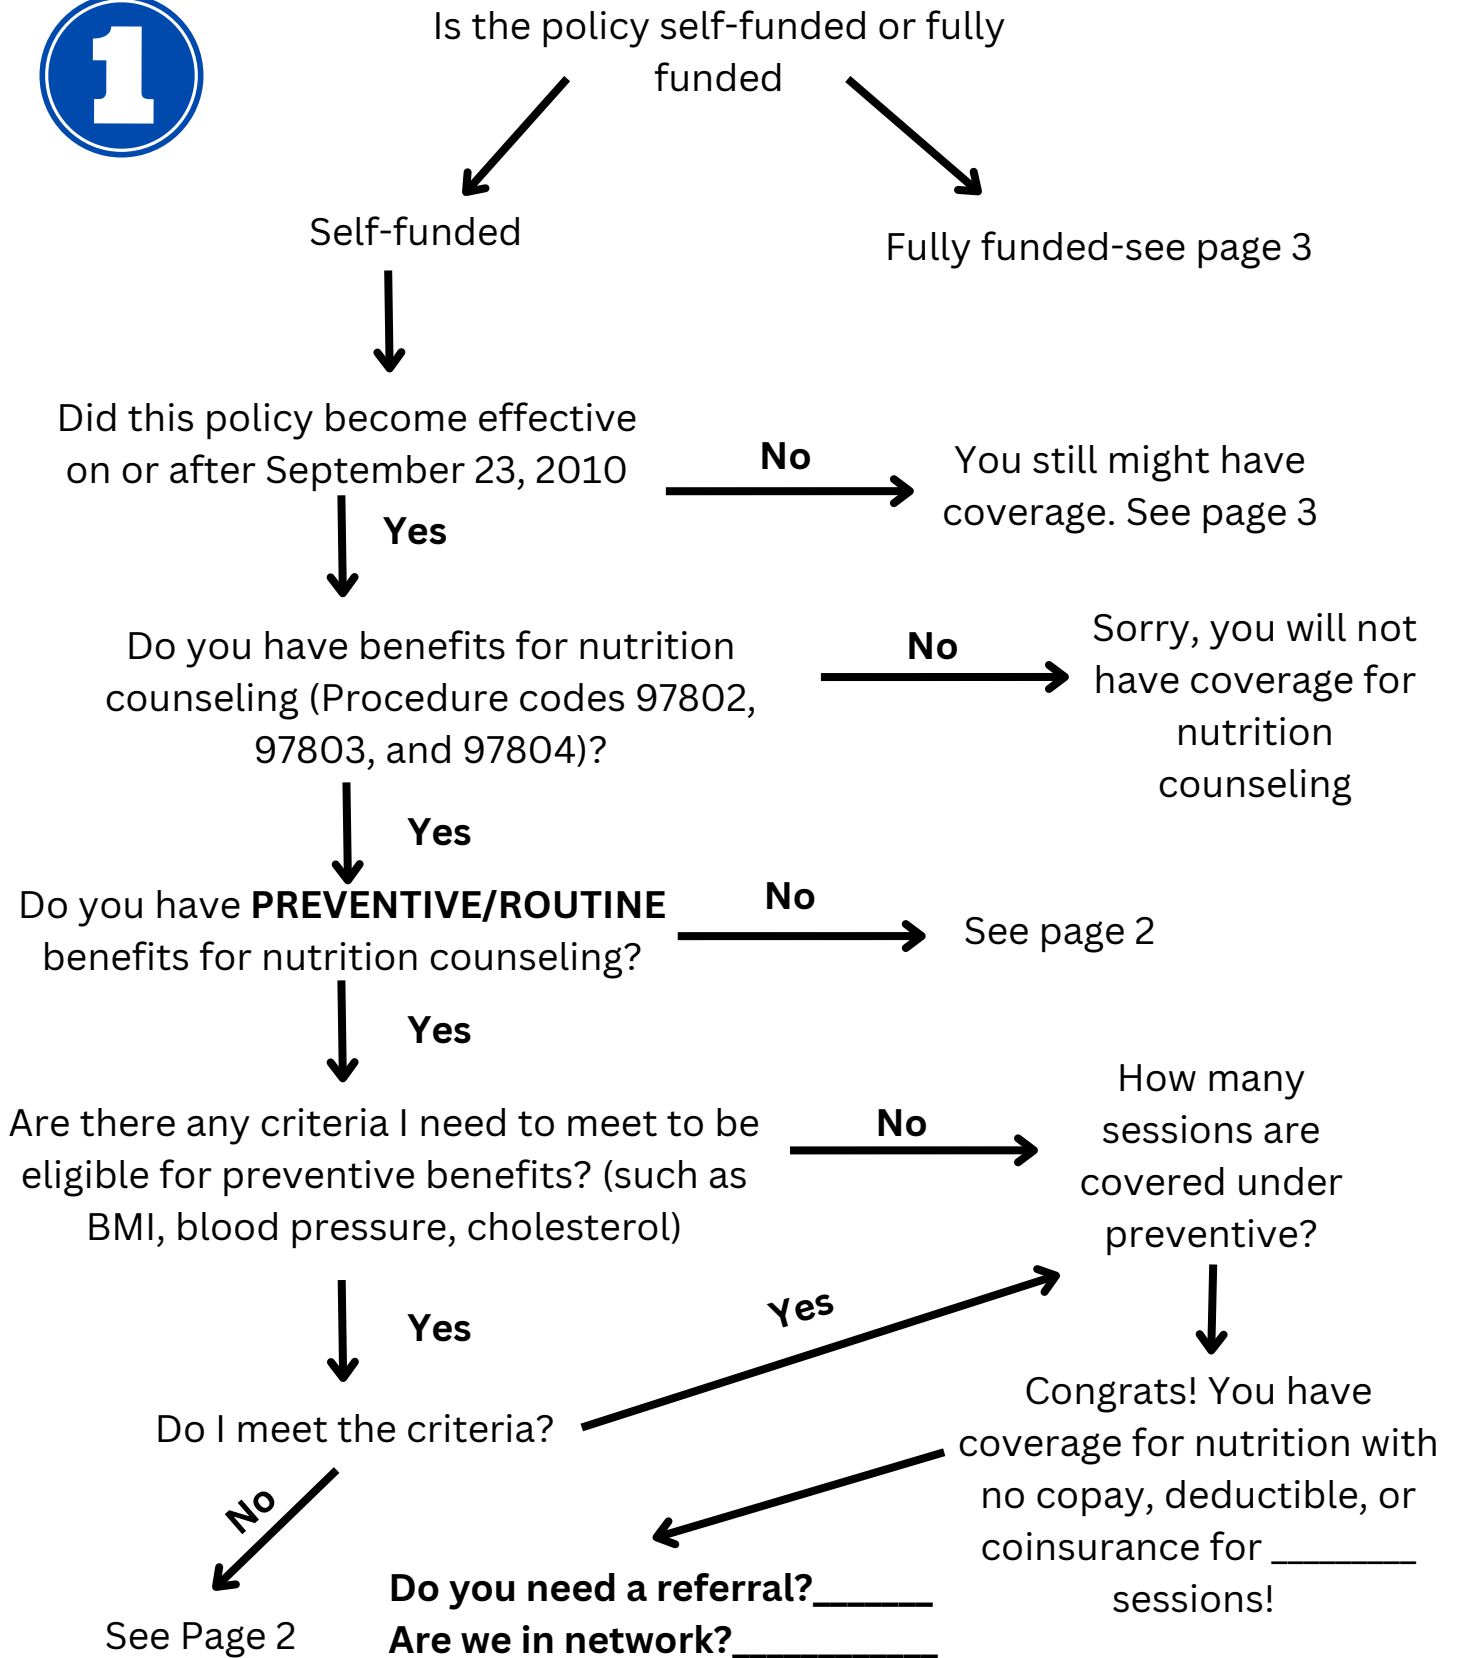 1
Is the policy self-funded or fully
funded
Self-funded
Fully funded-see page 3
Did this policy become effective
on or after September 23, 2010
No
You still might have
coverage. See page 3
Yes
Do you have benefits for nutrition
counseling (Procedure codes 97802,
97803, and 97804)?
No
Sorry, you will not
have coverage for
nutrition
counseling
Yes
Do you have PREVENTIVE/ROUTINE
benefits for nutrition counseling?
No
See page 2
Yes
Are there any criteria I need to meet to be
eligible for preventive benefits? (such as
BMI, blood pressure, cholesterol)
No
How many
sessions are
covered under
preventive?
Yes
Yes
Do I meet the criteria?
Congrats! You have
coverage for nutrition with
no copay, deductible, or
coinsurance for _________
sessions!
No
See Page 2
Do you need a referral?_______
Are we in network?____________